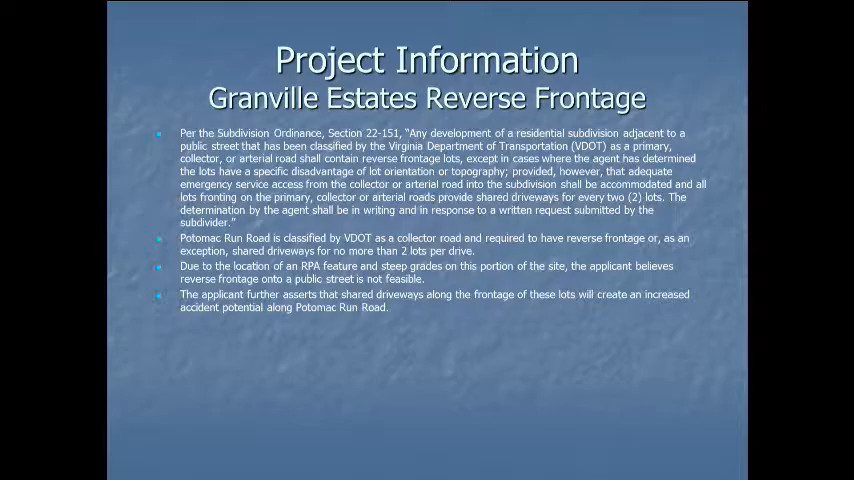 Project Information
Granville Estates Reverse Frontage
Per the Subdivision Ordinance, Section 22-151, “Any development of a residential subdivision adjacent to a
public street that has been classified by the Virginia Department of Transportation (VDOT) as a primary,
collector, or arterial road shall contain reverse frontage lots, except in cases where the agent has determined
the lots have a specific disadvantage of lot orientation or topography; provided, however, that adequate
emergency service access from the collector or arterial road into the subdivision shall be accommodated and all
lots fronting on the primary, collector or arterial roads provide shared driveways for every two (2) lots. The
determination by the agent shall be in writing and in response to a written request submitted by the
subdivider.”
Potomac Run Road is classified by VDOT as a collector road and required to have reverse frontage or, as an
exception, shared driveways for no more than 2 lots per drive.
Due to the location of an RPA feature and steep grades on this portion of the site, the applicant believes
reverse frontage onto a public street is not feasible.
The applicant further asserts that shared driveways along the frontage of these lots will create an increased
accident potential along Potomac Run Road.